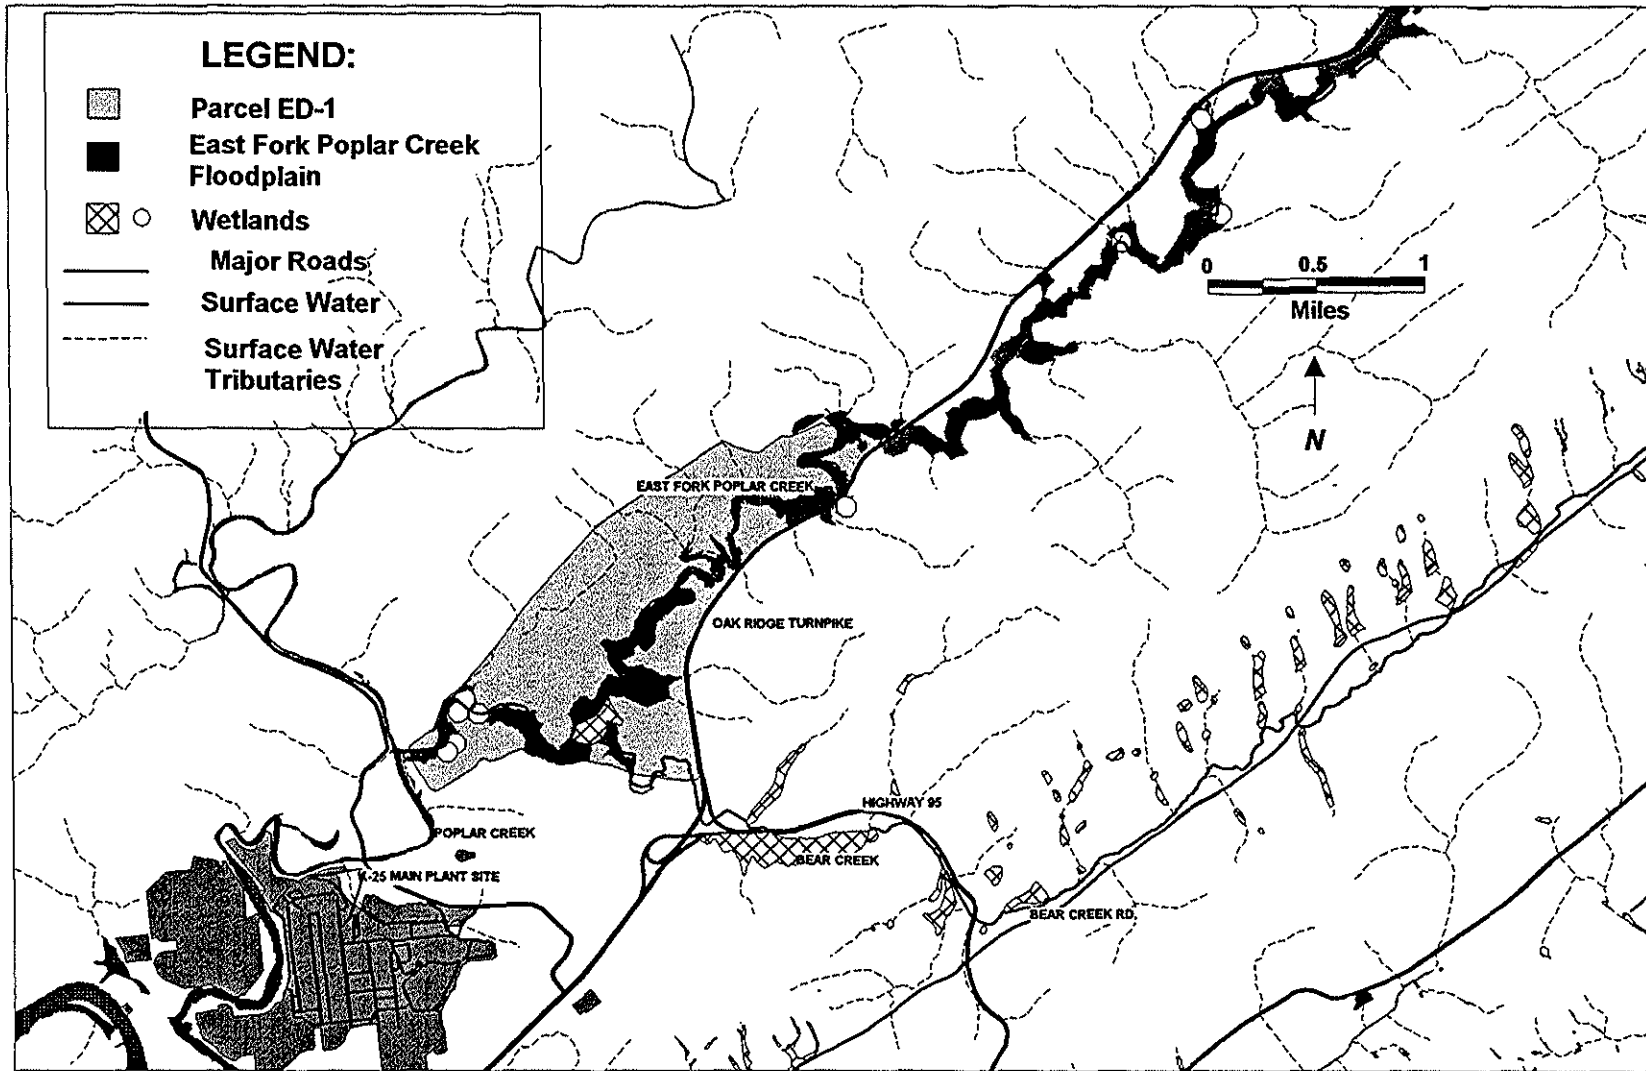 LEGEND:
Parcel ED-1
East Fork Poplar Creek
Floodplain
Wetlands
Major Roads
Surface Water
Surface Water
Tributaries
0 0.5 1
Miles
N
EAST FORK POPLAR CREEK
OAK RIDGE TURNPIKE
HIGHWAY 95
POPLAR CREEK
BEAR CREEK
K-25 MAIN PLANT SITE
BEAR CREEK RD.